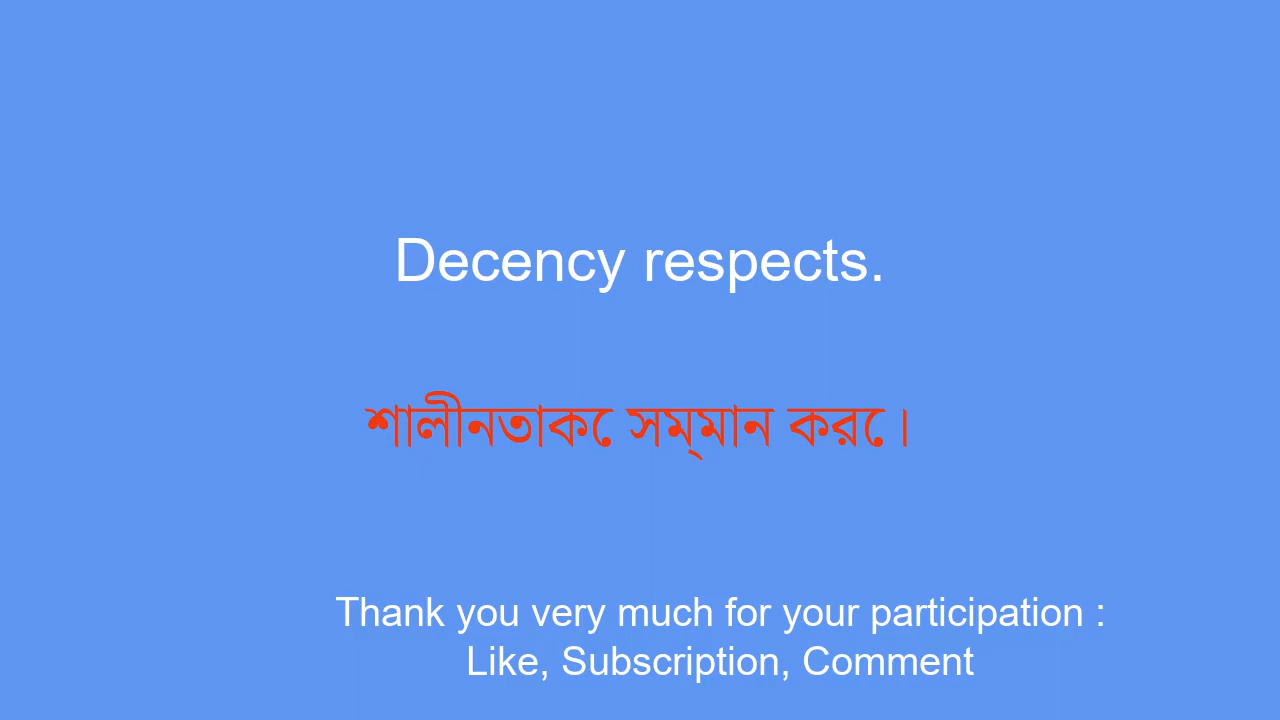 Decency respects.
শালীনতাকে সম্মান করে।
Thank you very much for your participation :
Like, Subscription, Comment